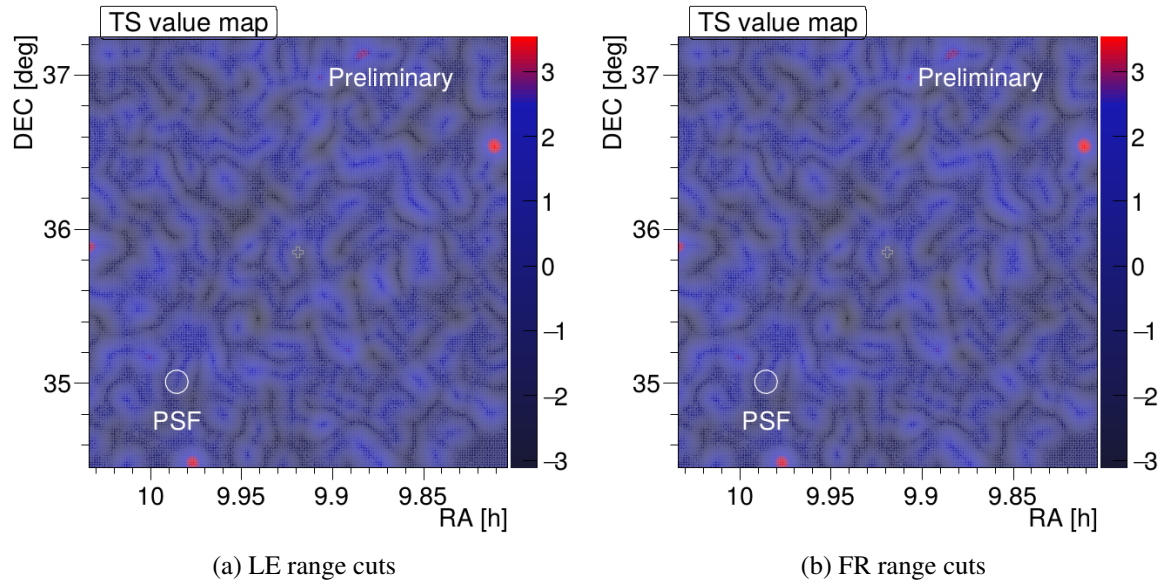 TS value map
DEC [deg]
37
36
35
Preliminary
PSF
10
9.95
9.9
9.85
RA [h]
3
2
1
0
−1
−2
−3
(a) LE range cuts
TS value map
DEC [deg]
37
36
35
Preliminary
PSF
10
9.95
9.9
9.85
RA [h]
3
2
1
0
−1
−2
−3
(b) FR range cuts